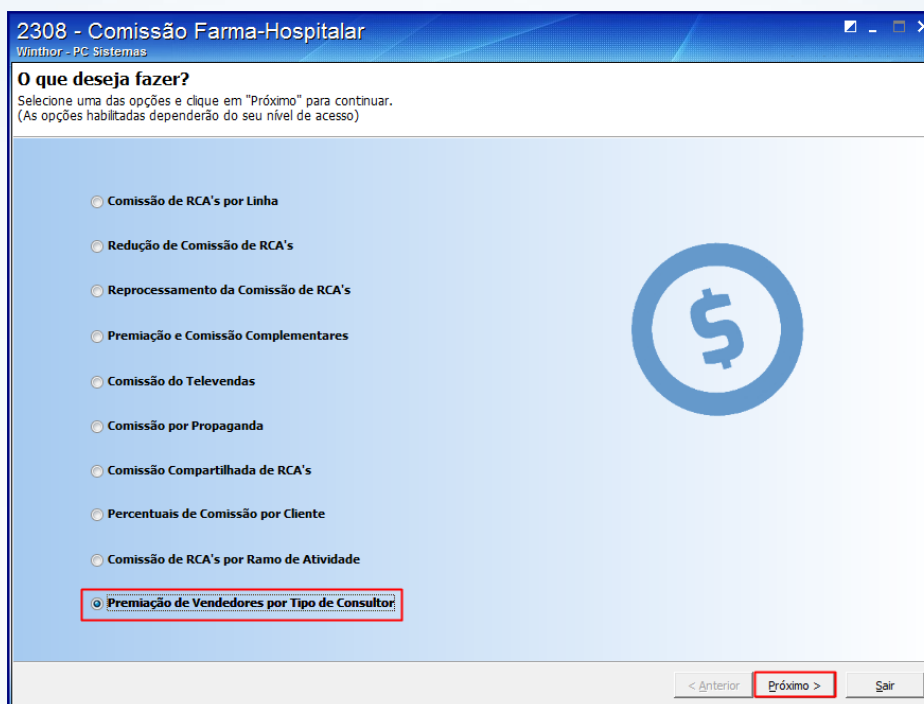 2308 - Comissão Farma-Hospitalar
Winthor - PC Sistemas
O que deseja fazer?
Selecione uma das opções e clique em "Próximo" para continuar.
(As opções habilitadas dependerão do seu nível de acesso)
Comissão de RCA's por Linha
Redução de Comissão de RCA's
Reprocessamento da Comissão de RCA's
Premiação e Comissão Complementares
Comissão do Televendas
Comissão por Propaganda
Comissão Compartilhada de RCA's
Percentuais de Comissão por Cliente
Comissão de RCA's por Ramo de Atividade
Premiação de Vendedores por Tipo de Consultor
$
< Anterior Próximo > Sair